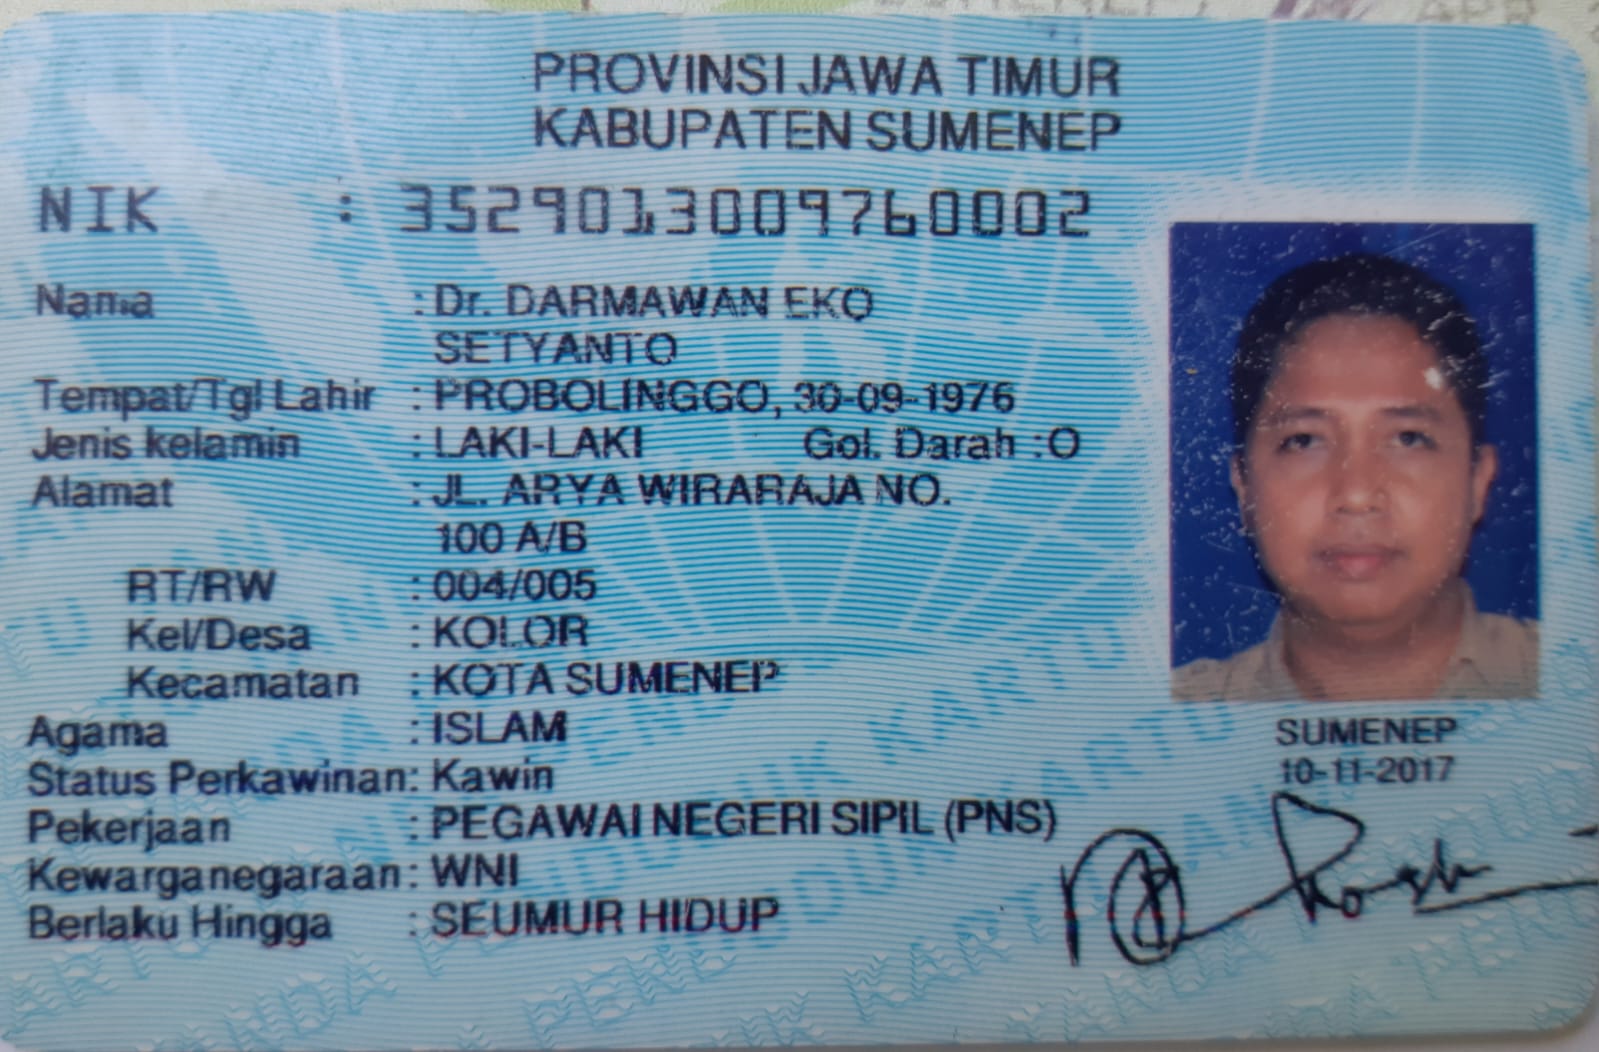 PROVINSI JAWA TIMUR
KABUPATEN SUMENEP
NIK : 3529013009760002
Nama : Dr. DARMAWAN EKO
SETYANTO
Tempat/Tgl Lahir : PROBOLINGGO, 30-09-1976
Jenis kelamin : LAKI-LAKI Gol. Darah : O
Alamat : JL. ARYA WIRARAJA NO.
100 A/B
RT/RW : 004/005
Kel/Desa : KOLOR
Kecamatan : KOTA SUMENEP
Agama : ISLAM
Status Perkawinan: Kawin
Pekerjaan : PEGAWAI NEGERI SIPIL (PNS)
Kewarganegaraan: WNI
Berlaku Hingga : SEUMUR HIDUP
SUMENEP
10-11-2017